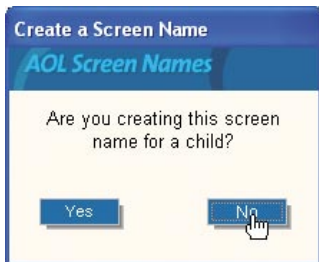 Create a Screen Name
AOL Screen Names
Are you creating this screen
name for a child?
Yes
No